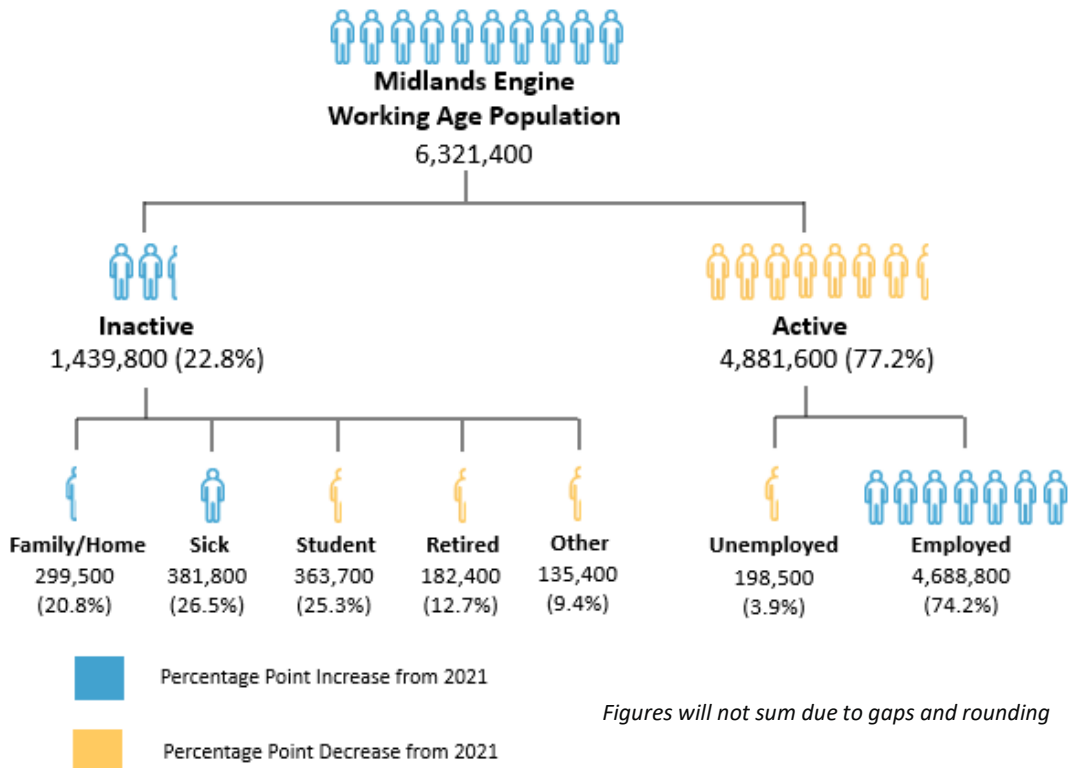 Midlands Engine
Working Age Population
6,321,400
Inactive
1,439,800 (22.8%)
Active
4,881,600 (77.2%)
Family/Home
299,500
(20.8%)
Sick
381,800
(26.5%)
Student
363,700
(25.3%)
Retired
182,400
(12.7%)
Other
135,400
(9.4%)
Unemployed
198,500
(3.9%)
Employed
4,688,800
(74.2%)
Percentage Point Increase from 2021
Figures will not sum due to gaps and rounding
Percentage Point Decrease from 2021